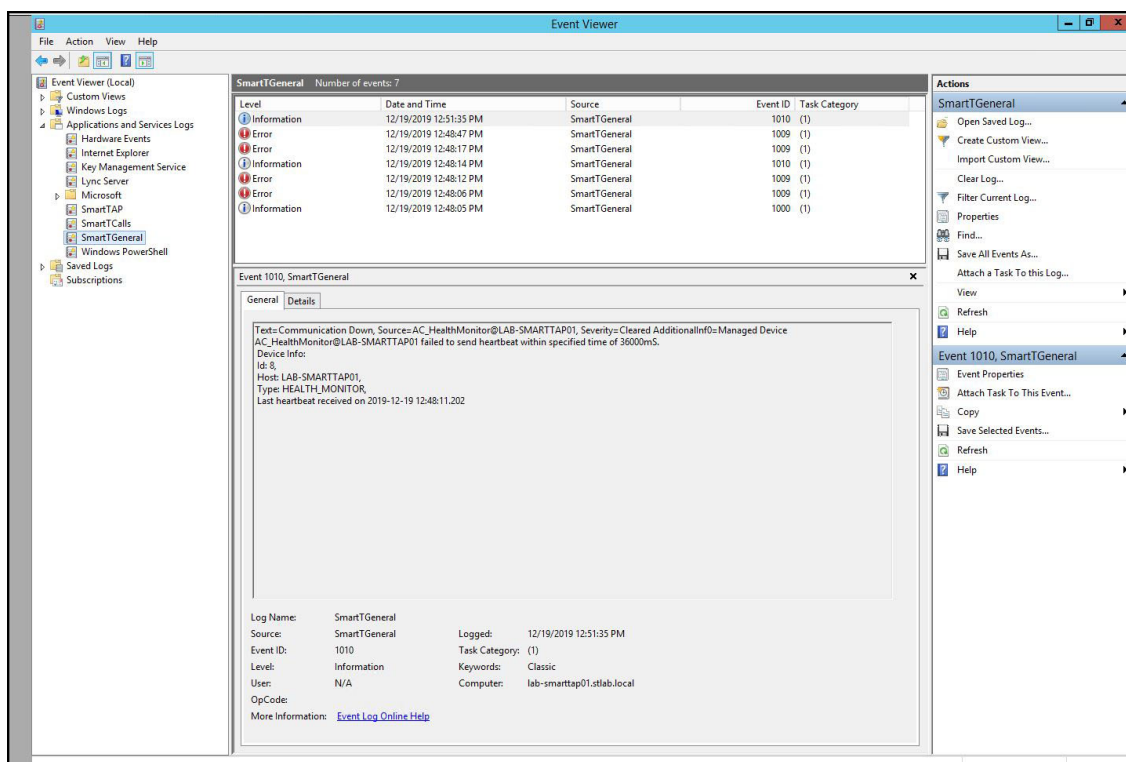 Event Viewer
File Action View Help
Event Viewer (Local)
Custom Views
Windows Logs
Applications and Services Logs
Hardware Events
Internet Explorer
Key Management Service
Lync Server
Microsoft
SmartTAP
SmartTCalls
SmartTGeneral
Windows PowerShell
Saved Logs
Subscriptions
SmartTGeneral Number of events: 7
Level Date and Time Source Event ID Task Category
Information 12/19/2019 12:51:35 PM SmartTGeneral 1010 (1)
Error 12/19/2019 12:48:47 PM SmartTGeneral 1009 (1)
Error 12/19/2019 12:48:17 PM SmartTGeneral 1009 (1)
Information 12/19/2019 12:48:14 PM SmartTGeneral 1010 (1)
Error 12/19/2019 12:48:12 PM SmartTGeneral 1009 (1)
Error 12/19/2019 12:48:06 PM SmartTGeneral 1009 (1)
Information 12/19/2019 12:48:05 PM SmartTGeneral 1000 (1)
Event 1010, SmartTGeneral
General Details
Text=Communication Down, Source=AC_HealthMonitor@LAB-SMARTTAP01, Severity=Cleared AdditionalInfo0=Managed Device
AC_HealthMonitor@LAB-SMARTTAP01 failed to send heartbeat within specified time of 36000mS.
Device Info:
Id: 8,
Host: LAB-SMARTTAP01,
Type: HEALTH_MONITOR,
Last heartbeat received on 2019-12-19 12:48:11.202
Log Name: SmartTGeneral
Source: SmartTGeneral Logged: 12/19/2019 12:51:35 PM
Event ID: 1010 Task Category: (1)
Level: Information Keywords: Classic
User: N/A Computer: lab-smarttap01.stlab.local
OpCode:
More Information: Event Log Online Help
Actions
SmartTGeneral
Open Saved Log...
Create Custom View...
Import Custom View...
Clear Log...
Filter Current Log...
Properties
Find...
Save All Events As...
Attach a Task To this Log...
View
Refresh
Help
Event 1010, SmartTGeneral
Event Properties
Attach Task To This Event...
Copy
Save Selected Events...
Refresh
Help